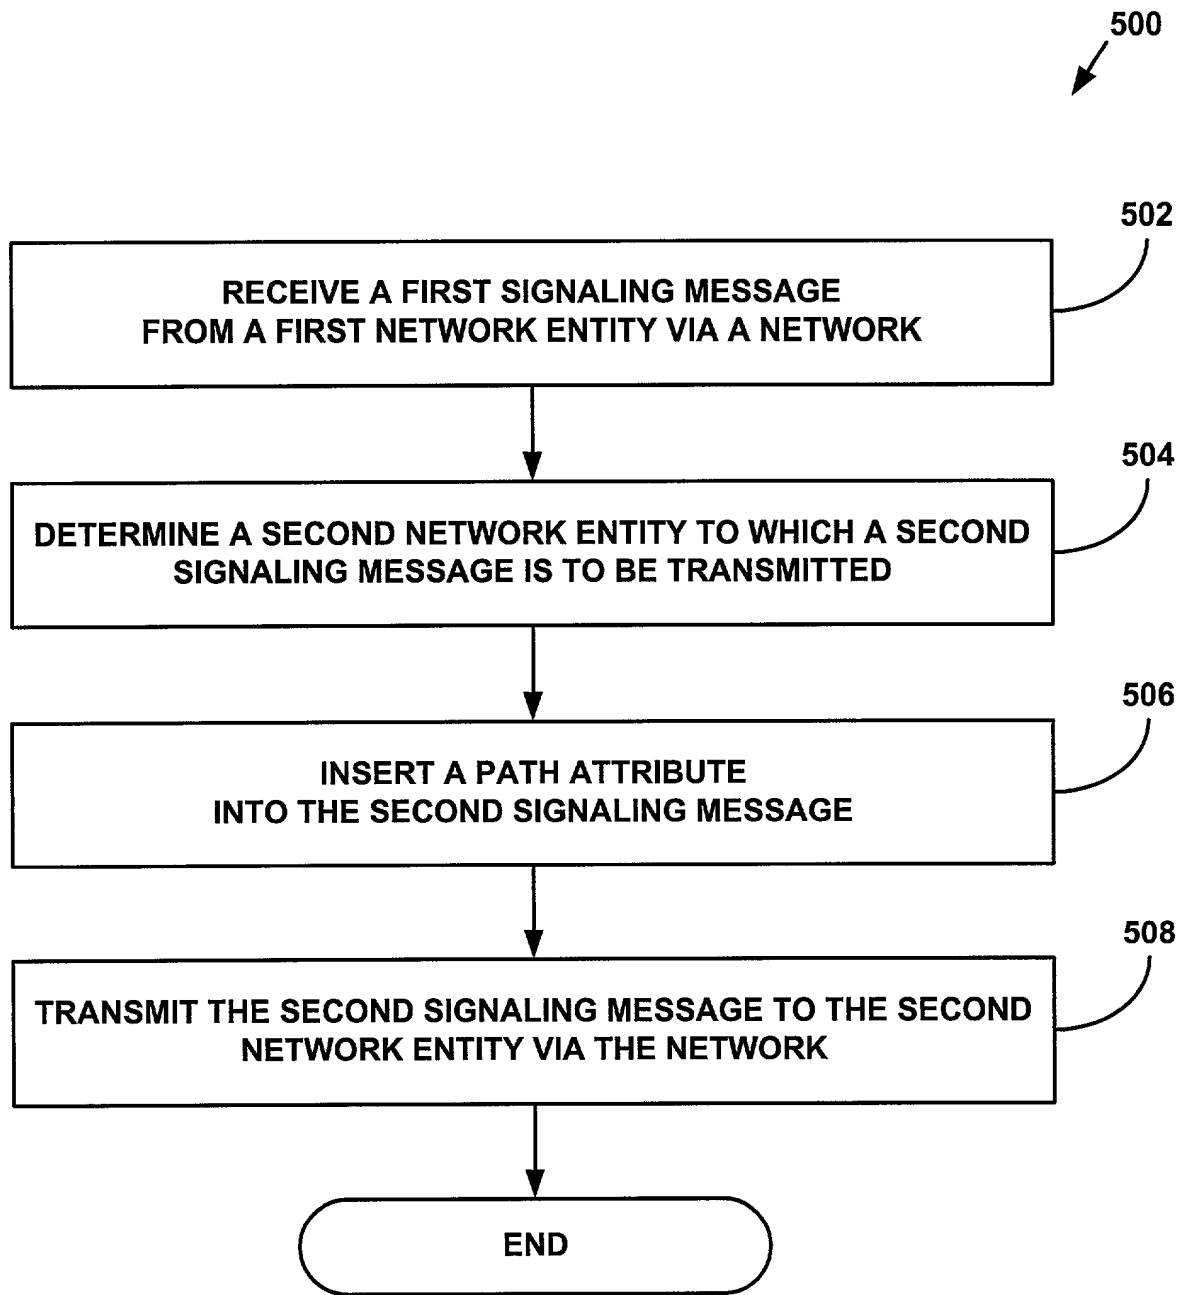 500
502
RECEIVE A FIRST SIGNALING MESSAGE
FROM A FIRST NETWORK ENTITY VIA A NETWORK
504
DETERMINE A SECOND NETWORK ENTITY TO WHICH A SECOND
SIGNALING MESSAGE IS TO BE TRANSMITTED
506
INSERT A PATH ATTRIBUTE
INTO THE SECOND SIGNALING MESSAGE
508
TRANSMIT THE SECOND SIGNALING MESSAGE TO THE SECOND
NETWORK ENTITY VIA THE NETWORK
END